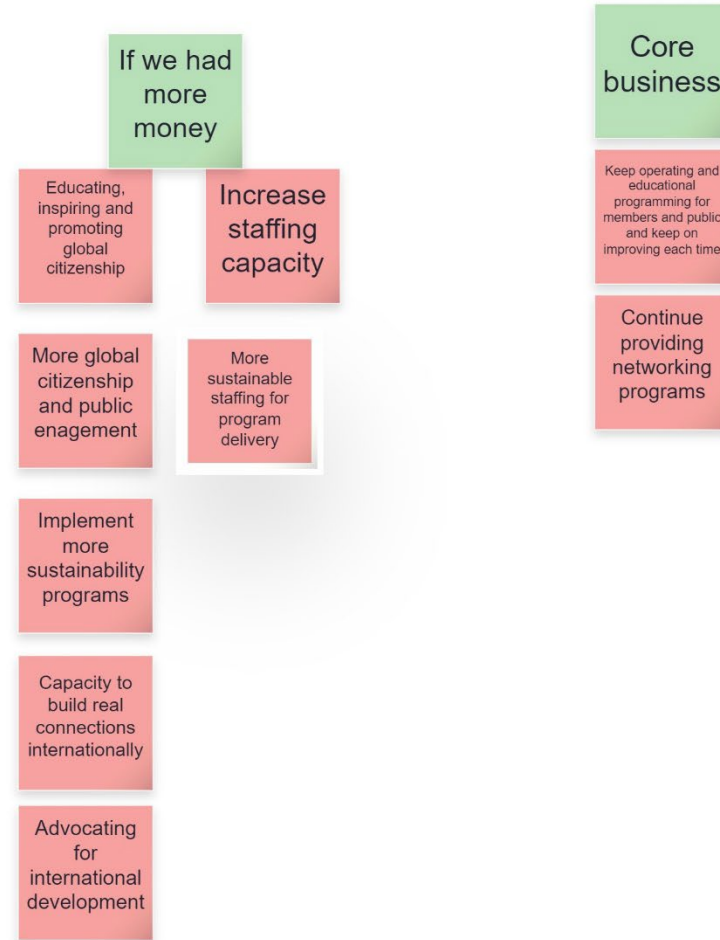 If we had
more
money
Educating,
inspiring and
promoting
global
citizenship
Increase
staffing
capacity
More global
citizenship
and public
enagement
More
sustainable
staffing for
program
delivery
Implement
more
sustainability
programs
Capacity to
build real
connections
internationally
Advocating
for
international
development
Core
business
Keep operating and
educational
programming for
members and public
and keep on
improving each time
Continue
providing
networking
programs